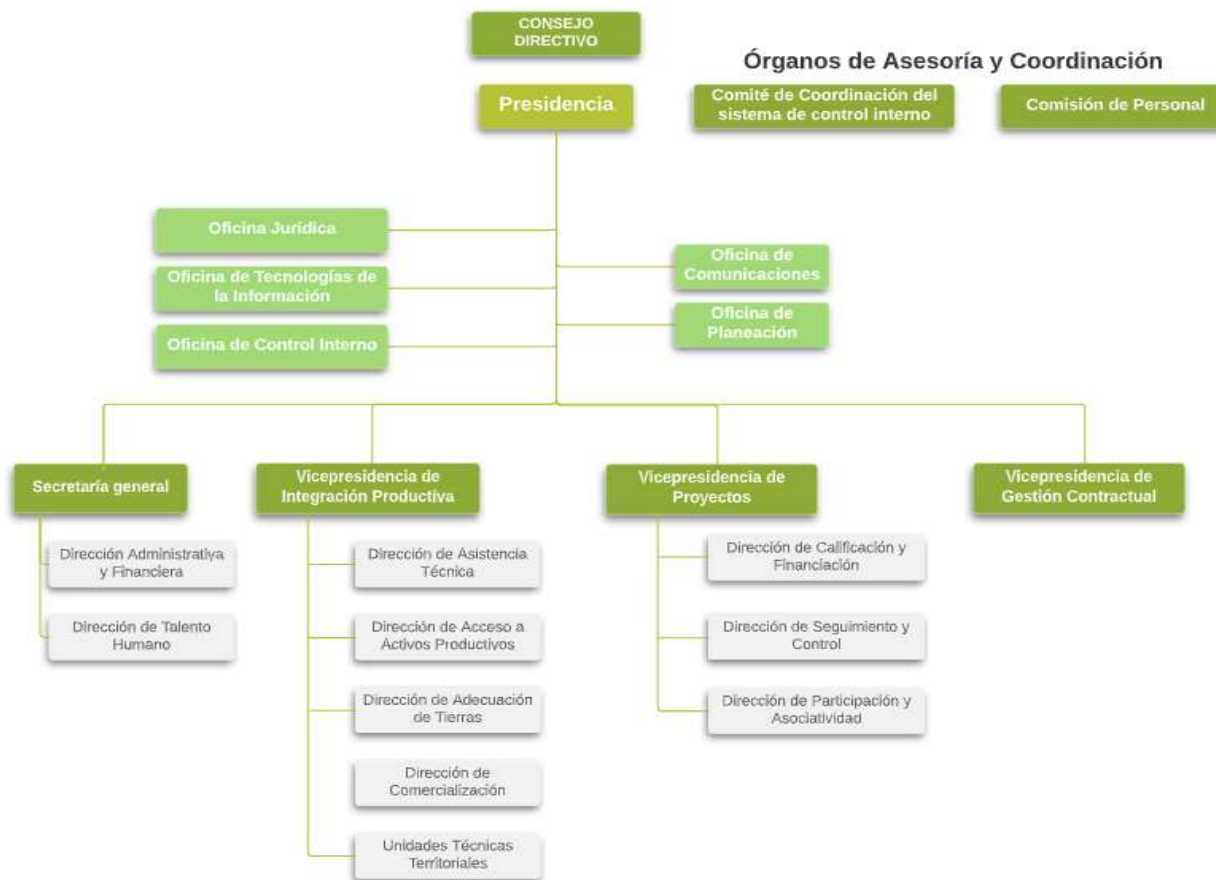 CONSEJO
DIRECTIVO
Órganos de Asesoría y Coordinación
Presidencia
Comité de Coordinación del
sistema de control interno
Comisión de Personal
Oficina Jurídica
Oficina de Tecnologías de
la Información
Oficina de Control Interno
Oficina de
Comunicaciones
Oficina de
Planeación
Secretaría general
Vicepresidencia de
Integración Productiva
Vicepresidencia de
Proyectos
Vicepresidencia de
Gestión Contractual
Dirección Administrativa
y Financiera
Dirección de Talento
Humano
Dirección de Asistencia
Técnica
Dirección de Acceso a
Activos Productivos
Dirección de Adecuación
de Tierras
Dirección de
Comercialización
Unidades Técnicas
Territoriales
Dirección de Calificación y
Financiación
Dirección de Seguimiento y
Control
Dirección de Participación y
Asociatividad